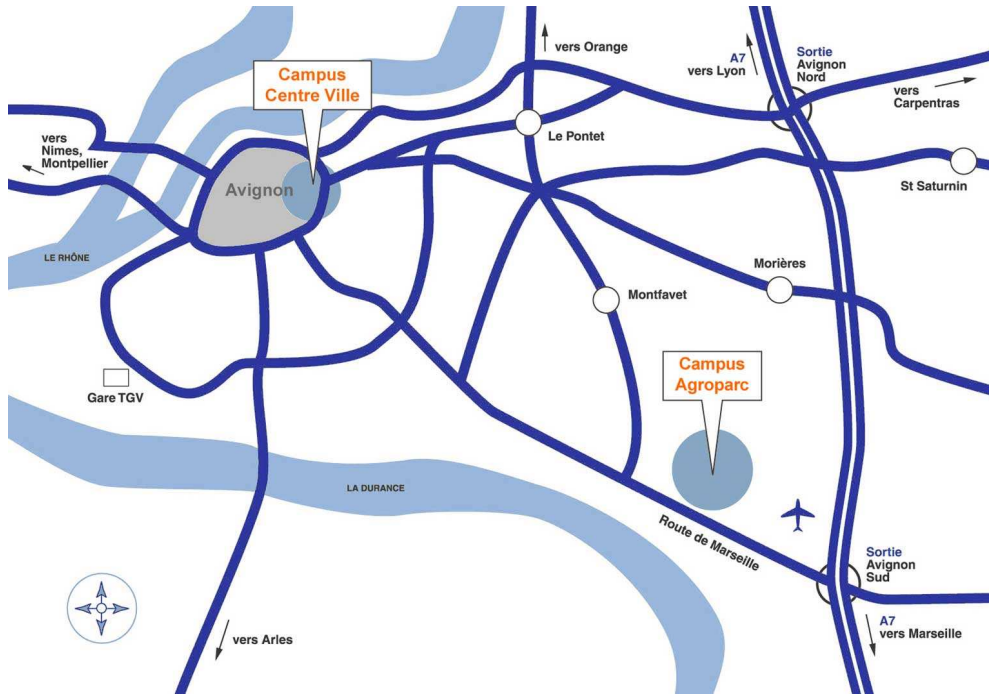 vers Orange
A7
vers Lyon
Sortie
Avignon
Nord
vers
Carpentras
Campus
Centre Ville
Le Pontet
vers
Nimes,
Montpellier
Avignon
St Saturnin
LE RHÔNE
Morières
Montfavet
Campus
Agroparc
Gare TGV
LA DURANCE
Route de Marseille
Sortie
Avignon
Sud
A7
vers Marseille
vers Arles